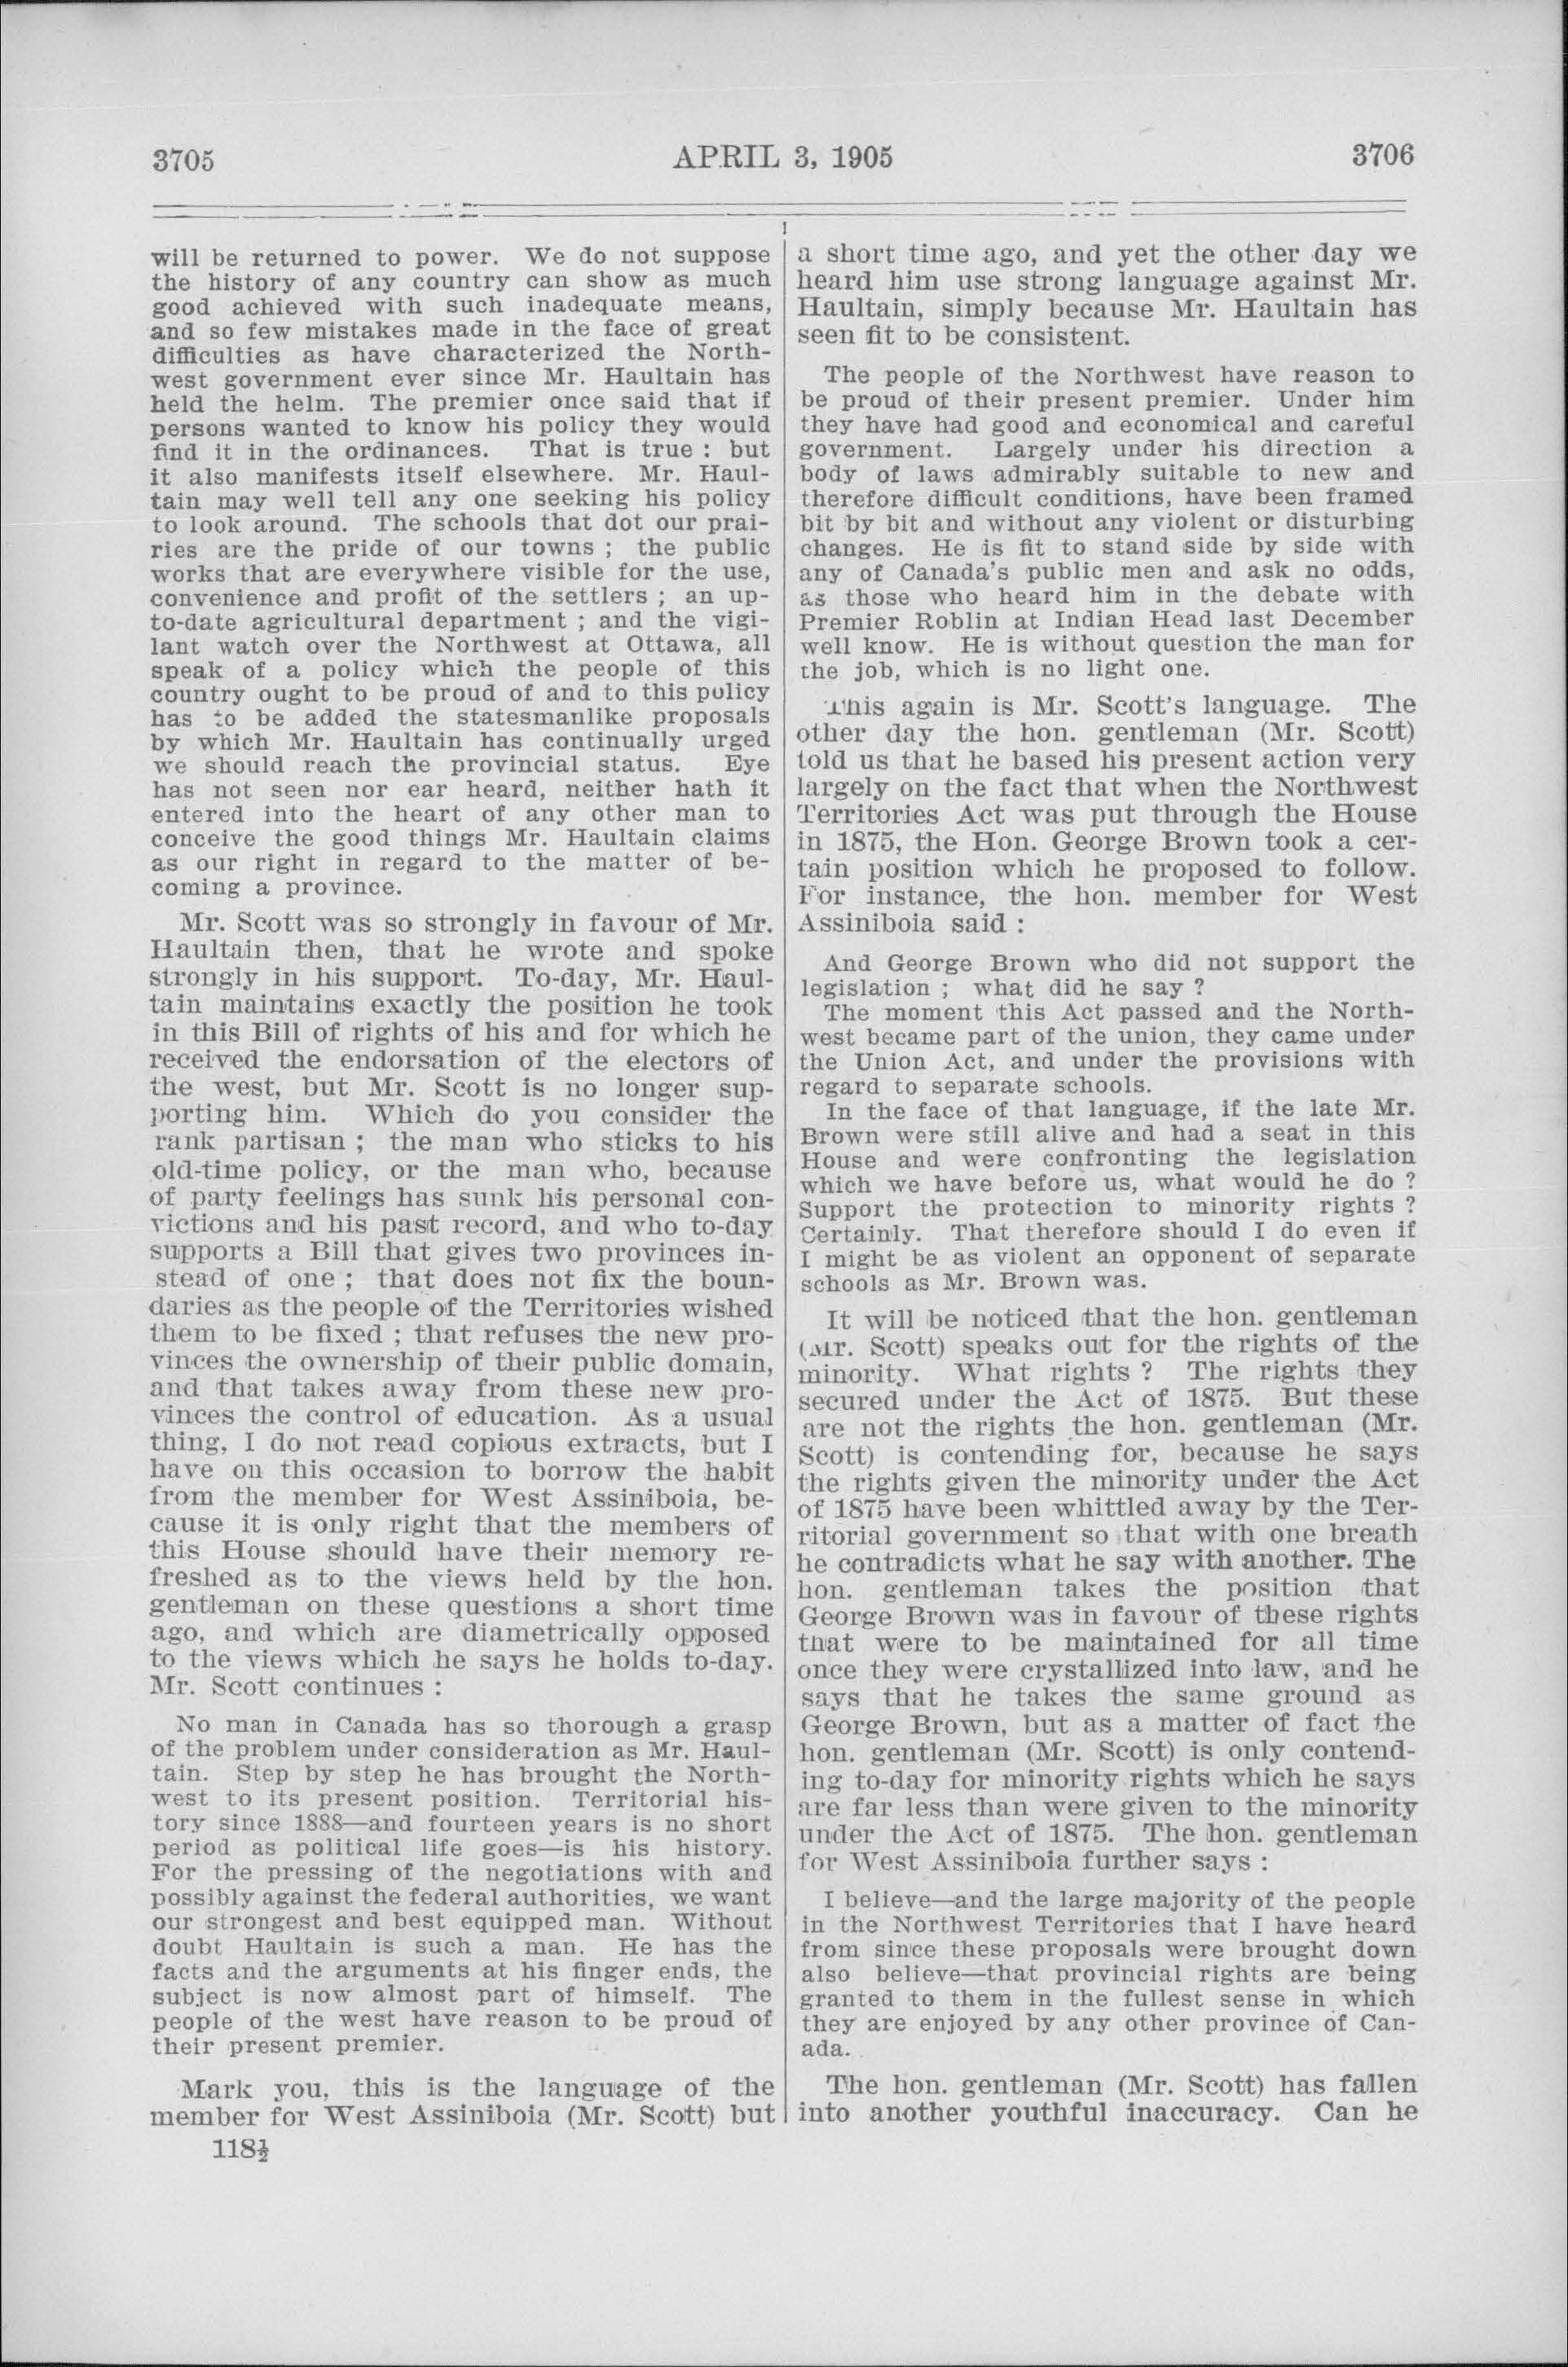 3705
APRIL 3, 1905
3706
will be returned to power. We do not suppose
the history of any country can show as much
good achieved with such inadequate means,
and so few mistakes made in the face of great
difficulties as have characterized the North-
west government ever since Mr. Haultain has
held the helm. The premier once said that if
persons wanted to know his policy they would
find it in the ordinances. That is true : but
it also manifests itself elsewhere. Mr. Haul-
tain may well tell any one seeking his policy
to look around. The schools that dot our prai-
ries are the pride of our towns ; the public
works that are everywhere visible for the use,
convenience and profit of the settlers ; an up-
to-date agricultural department ; and the vigi-
lant watch over the Northwest at Ottawa, all
speak of a policy which the people of this
country ought to be proud of and to this policy
has to be added the statesmanlike proposals
by which Mr. Haultain has continually urged
we should reach the provincial status. Eye
has not seen nor ear heard, neither hath it
entered into the heart of any other man to
conceive the good things Mr. Haultain claims
as our right in regard to the matter of be-
coming a province.
Mr. Scott was so strongly in favour of Mr.
Haultain then, that he wrote and spoke
strongly in his support. To-day, Mr. Haul-
tain maintains exactly the position he took
in this Bill of rights of his and for which he
received the endorsation of the electors of
the west, but Mr. Scott is no longer sup-
porting him. Which do you consider the
rank partisan ; the man who sticks to his
old-time policy, or the man who, because
of party feelings has sunk his personal con-
victions and his past record, and who to-day
supports a Bill that gives two provinces in-
stead of one ; that does not fix the boun-
daries as the people of the Territories wished
them to be fixed ; that refuses the new pro-
vinces the ownership of their public domain,
and that takes away from these new pro-
vinces the control of education. As a usual
thing, I do not read copious extracts, but I
have on this occasion to borrow the habit
from the member for West Assiniboia, be-
cause it is only right that the members of
this House should have their memory re-
freshed as to the views held by the hon.
gentleman on these questions a short time
ago, and which are diametrically opposed
to the views which he says he holds to-day.
Mr. Scott continues :
No man in Canada has so thorough a grasp
of the problem under consideration as Mr. Haul-
tain. Step by step he has brought the North-
west to its present position. Territorial his-
tory since 1888—and fourteen years is no short
period as political life goes—is his history.
For the pressing of the negotiations with and
possibly against the federal authorities, we want
our strongest and best equipped man. Without
doubt Haultain is such a man. He has the
facts and the arguments at his finger ends, the
subject is now almost part of himself. The
people of the west have reason to be proud of
their present premier.
Mark you, this is the language of the
member for West Assiniboia (Mr. Scott) but
118½
a short time ago, and yet the other day we
heard him use strong language against Mr.
Haultain, simply because Mr. Haultain has
seen fit to be consistent.
The people of the Northwest have reason to
be proud of their present premier. Under him
they have had good and economical and careful
government. Largely under his direction a
body of laws admirably suitable to new and
therefore difficult conditions, have been framed
bit by bit and without any violent or disturbing
changes. He is fit to stand side by side with
any of Canada's public men and ask no odds,
as those who heard him in the debate with
Premier Roblin at Indian Head last December
well know. He is without question the man for
the job, which is no light one.
This again is Mr. Scott's language. The
other day the hon. gentleman (Mr. Scott)
told us that he based his present action very
largely on the fact that when the Northwest
Territories Act was put through the House
in 1875, the Hon. George Brown took a cer-
tain position which he proposed to follow.
For instance, the hon. member for West
Assiniboia said :
And George Brown who did not support the
legislation ; what did he say ?
The moment this Act passed and the North-
west became part of the union, they came under
the Union Act, and under the provisions with
regard to separate schools.
In the face of that language, if the late Mr.
Brown were still alive and had a seat in this
House and were confronting the legislation
which we have before us, what would he do ?
Support the protection to minority rights ?
Certainly. That therefore should I do even if
I might be as violent an opponent of separate
schools as Mr. Brown was.
It will be noticed that the hon. gentleman
(Mr. Scott) speaks out for the rights of the
minority. What rights ? The rights they
secured under the Act of 1875. But these
are not the rights the hon. gentleman (Mr.
Scott) is contending for, because he says
the rights given the minority under the Act
of 1875 have been whittled away by the Ter-
ritorial government so that with one breath
he contradicts what he say with another. The
hon. gentleman takes the position that
George Brown was in favour of these rights
that were to be maintained for all time
once they were crystallized into law, and he
says that he takes the same ground as
George Brown, but as a matter of fact the
hon. gentleman (Mr. Scott) is only contend-
ing to-day for minority rights which he says
are far less than were given to the minority
under the Act of 1875. The hon. gentleman
for West Assiniboia further says :
I believe—and the large majority of the people
in the Northwest Territories that I have heard
from since these proposals were brought down
also believe—that provincial rights are being
granted to them in the fullest sense in which
they are enjoyed by any other province of Can-
ada.
The hon. gentleman (Mr. Scott) has fallen
into another youthful inaccuracy. Can he